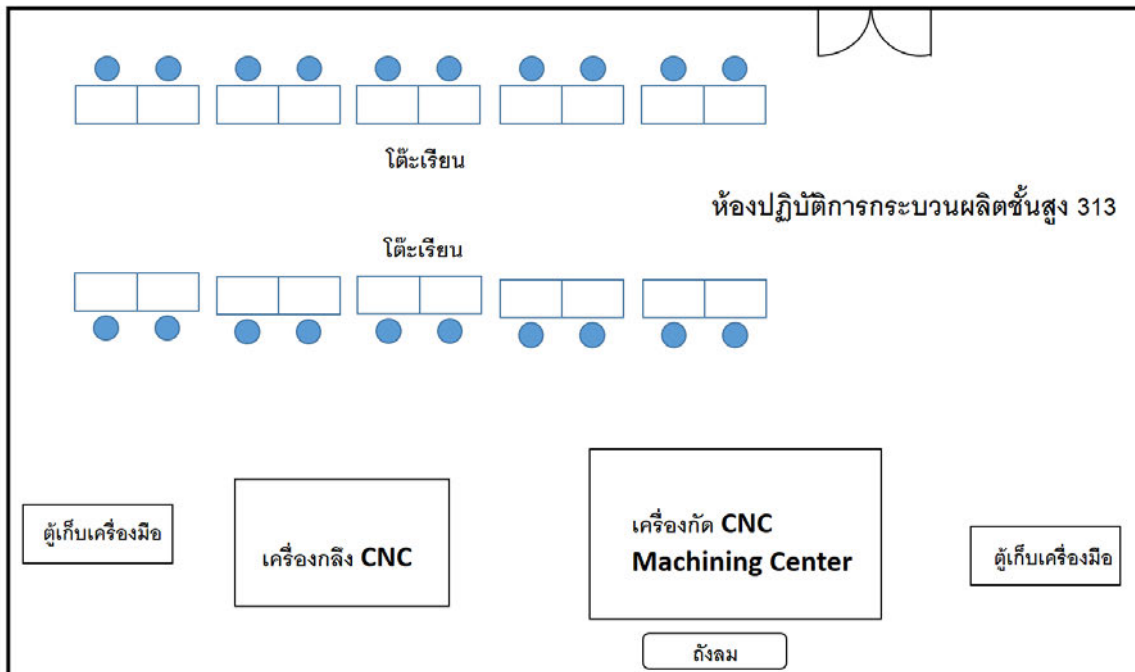 โต๊ะเรียน
ห้องปฏิบัติการกระบวนผลิตชั้นสูง 313
โต๊ะเรียน
ตู้เก็บเครื่องมือ
เครื่องกลึง CNC
เครื่องกัด CNC
Machining Center
ตู้เก็บเครื่องมือ
ถังลม